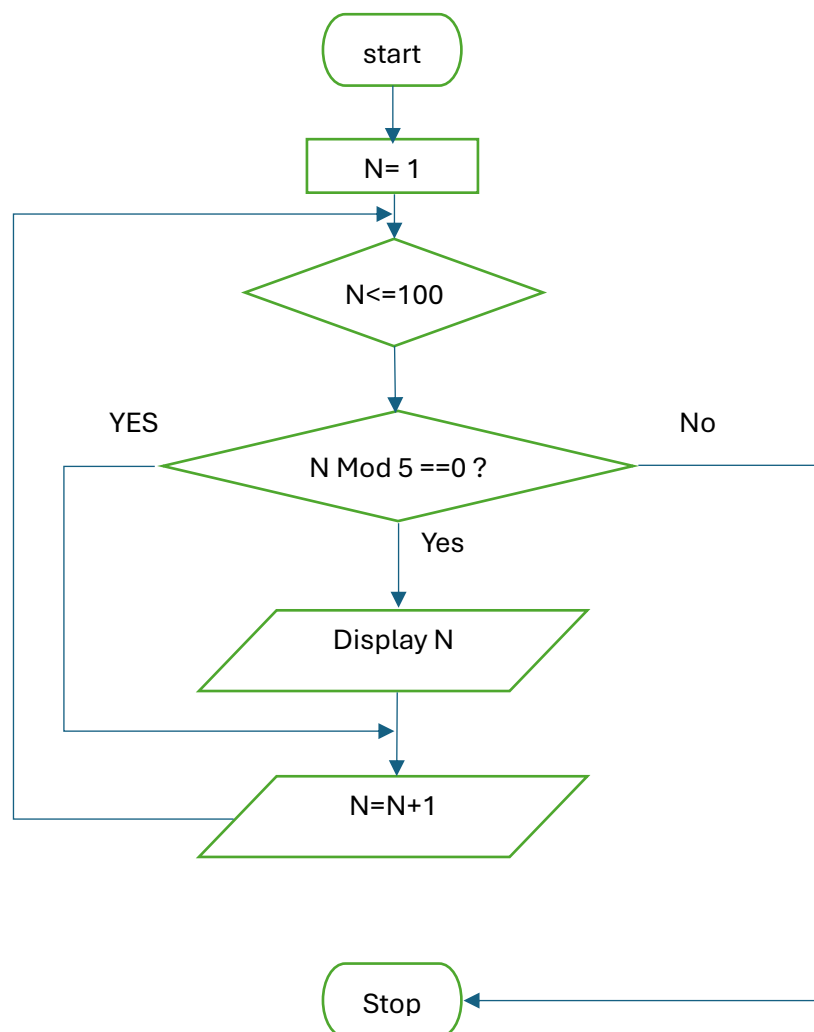 start
N= 1
N<=100
YES
No
N Mod 5 ==0 ?
Yes
Display N
N=N+1
Stop